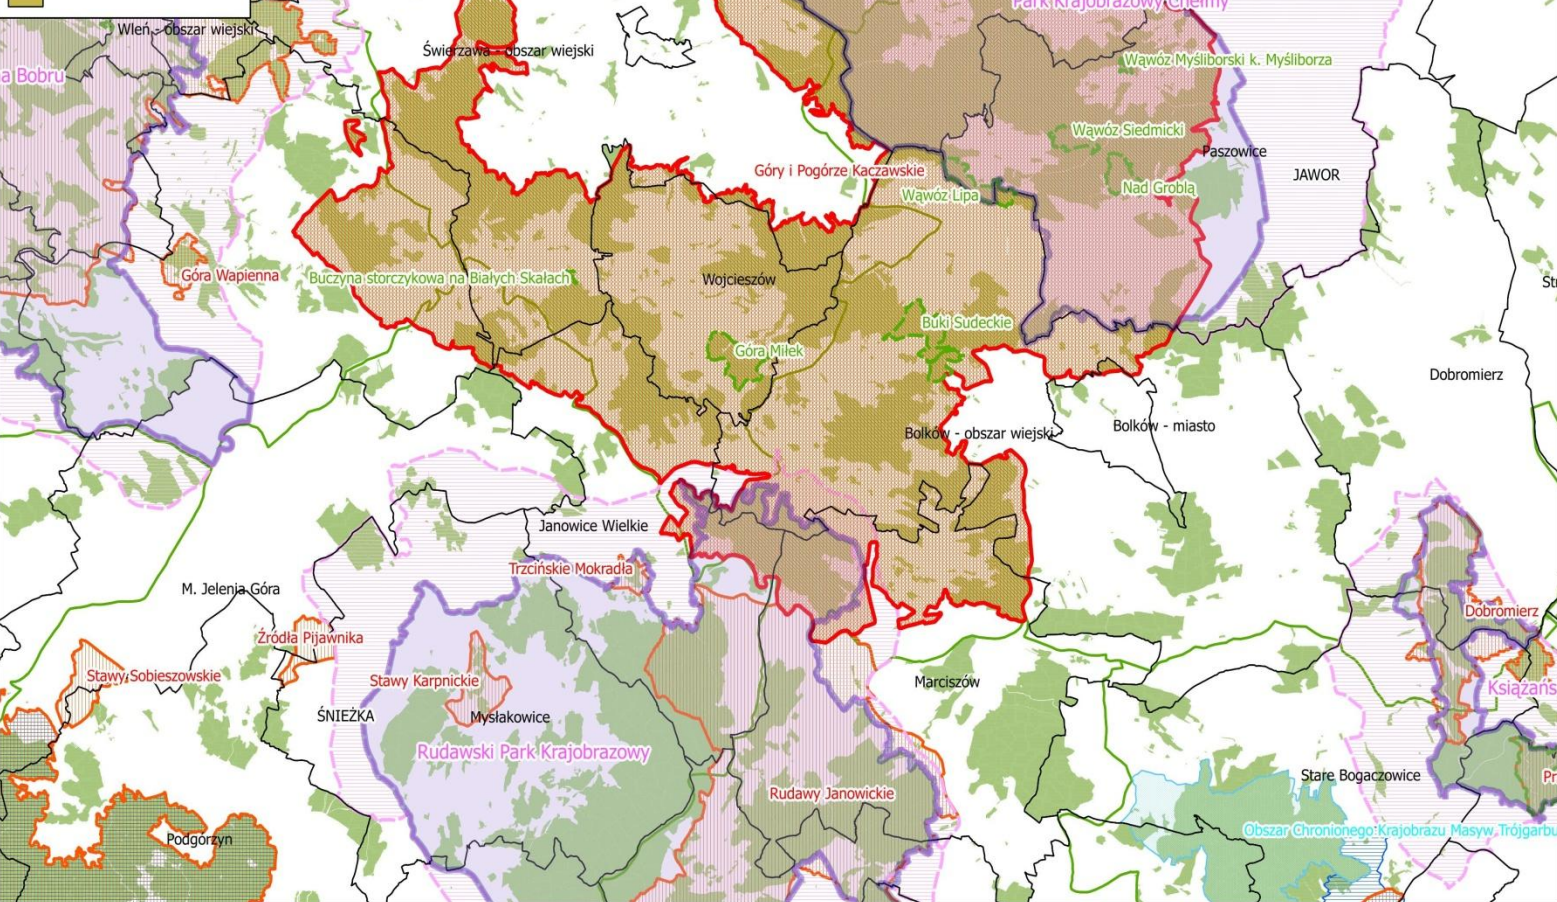 Park Krajobrazowy Chełmy
Wleń - obszar wiejski
Świerzawa - obszar wiejski
Wąwóz Myśliborski k. Myśliborza
a Bobru
Wąwóz Siedmicki
Paszowice
Góry i Pogórze Kaczawskie
JAWOR
Nad Groblą
Wąwóz Lipa
Góra Wapienna
Buczyna storczykowa na Białych Skałach
Wojcieszów
Buki Sudeckie
Góra Miłek
Dobromierz
Bolków - miasto
Bolków - obszar wiejski
Janowice Wielkie
Trzcińskie Mokradła
M. Jelenia Góra
Dobromierz
Źródła Pijawnika
Stawy Sobieszowskie
Stawy Karpnickie
Marciszów
Książańs
ŚNIEŻKA
Mysłakowice
Rudawski Park Krajobrazowy
Stare Bogaczowice
Pr
Rudawy Janowickie
Obszar Chronionego Krajobrazu Masyw Trójgarbu
Podgórzyn